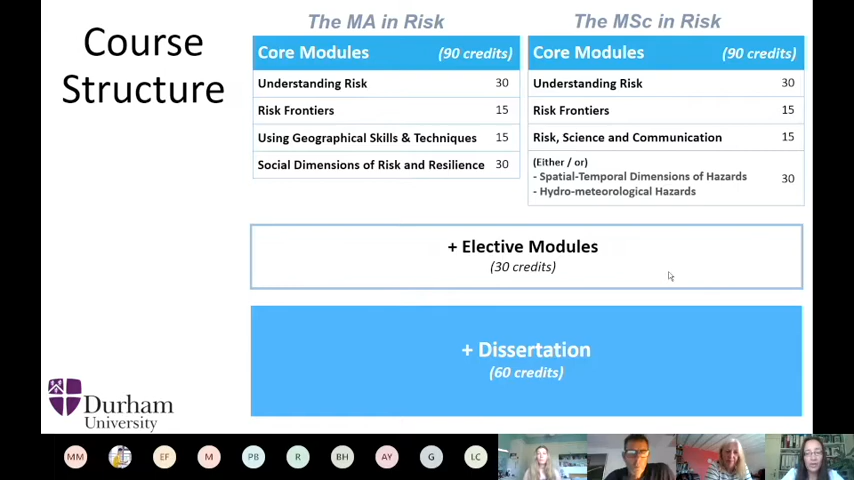 Course
Structure
The MA in Risk
Core Modules (90 credits)
Understanding Risk 30
Risk Frontiers 15
Using Geographical Skills & Techniques 15
Social Dimensions of Risk and Resilience 30
The MSc in Risk
Core Modules (90 credits)
Understanding Risk 30
Risk Frontiers 15
Risk, Science and Communication 15
(Either / or)
- Spatial-Temporal Dimensions of Hazards
- Hydro-meteorological Hazards
30
+ Elective Modules
(30 credits)
+ Dissertation
(60 credits)
Durham
University
MM EF M PB R BH AY G LC